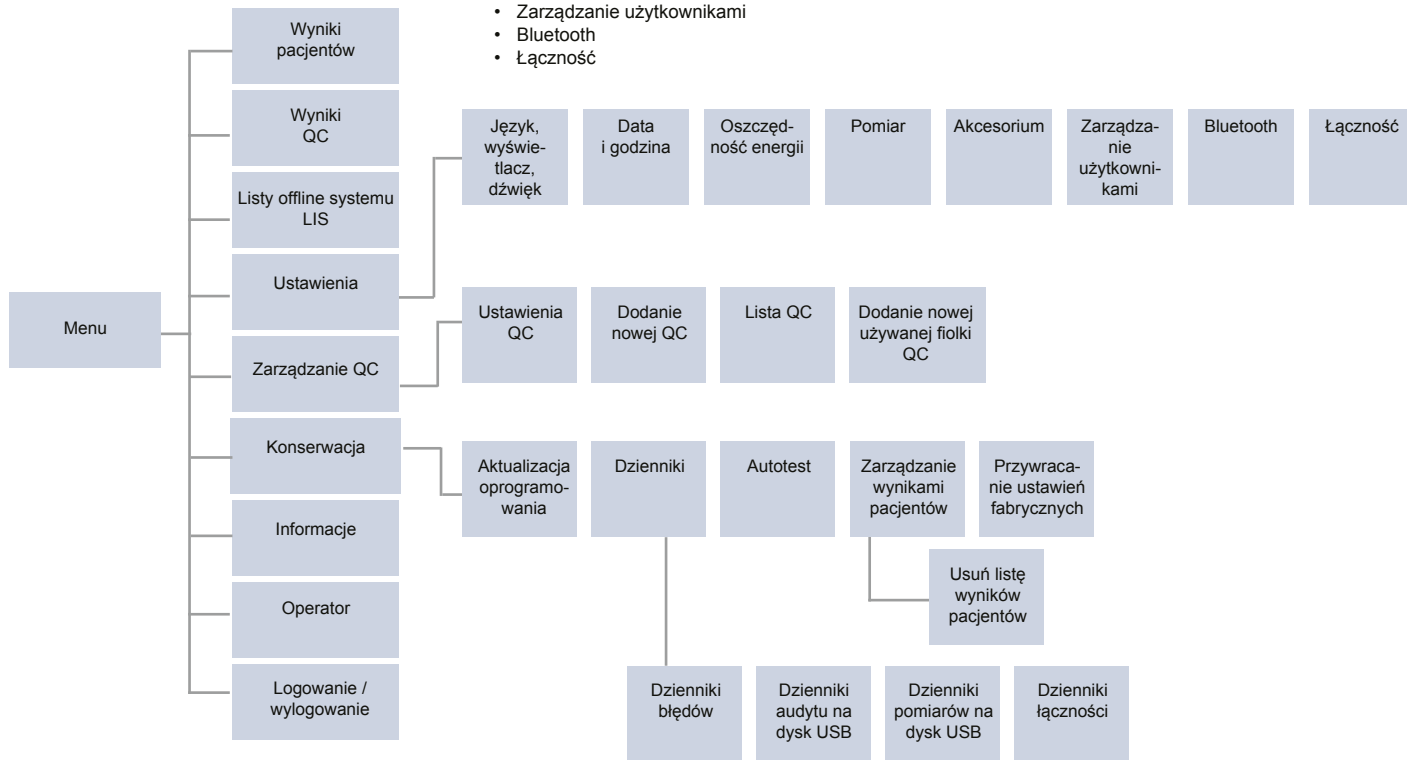 • Zarządzanie użytkownikami
• Bluetooth
• Łączność
Menu
Wyniki
pacjentów
Wyniki
QC
Listy offline systemu
LIS
Ustawienia
Zarządzanie QC
Konserwacja
Informacje
Operator
Logowanie /
wylogowanie
Język,
wyświe-
tlacz,
dźwięk
Data
i godzina
Oszczęd-
ność energii
Pomiar
Akcesorium
Zarządza-
nie
użytkowni-
kami
Bluetooth
Łączność
Ustawienia
QC
Dodanie
nowej QC
Lista QC
Dodanie nowej
używanej fiolki
QC
Aktualizacja
oprogramo-
wania
Dzienniki
Autotest
Zarządzanie
wynikami
pacjentów
Przywraca-
nie ustawień
fabrycznych
Usuń listę
wyników
pacjentów
Dzienniki
błędów
Dzienniki
audytu na
dysk USB
Dzienniki
pomiarów na
dysk USB
Dzienniki
łączności